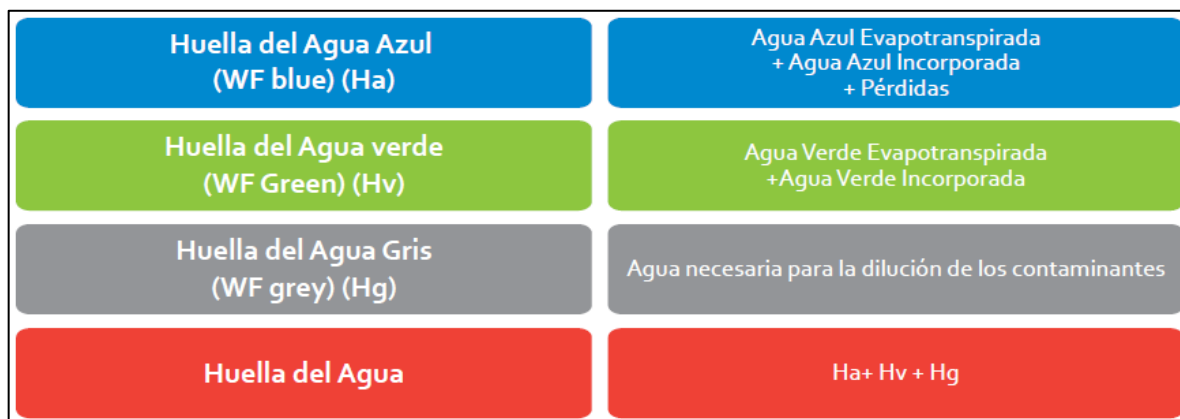 Huella del Agua Azul
(WF blue) (Ha)
Agua Azul Evapotranspirada
+ Agua Azul Incorporada
+ Pérdidas
Huella del Agua verde
(WF Green) (Hv)
Agua Verde Evapotranspirada
+Agua Verde Incorporada
Huella del Agua Gris
(WF grey) (Hg)
Agua necesaria para la dilución de los contaminantes
Huella del Agua
Ha+ Hv + Hg